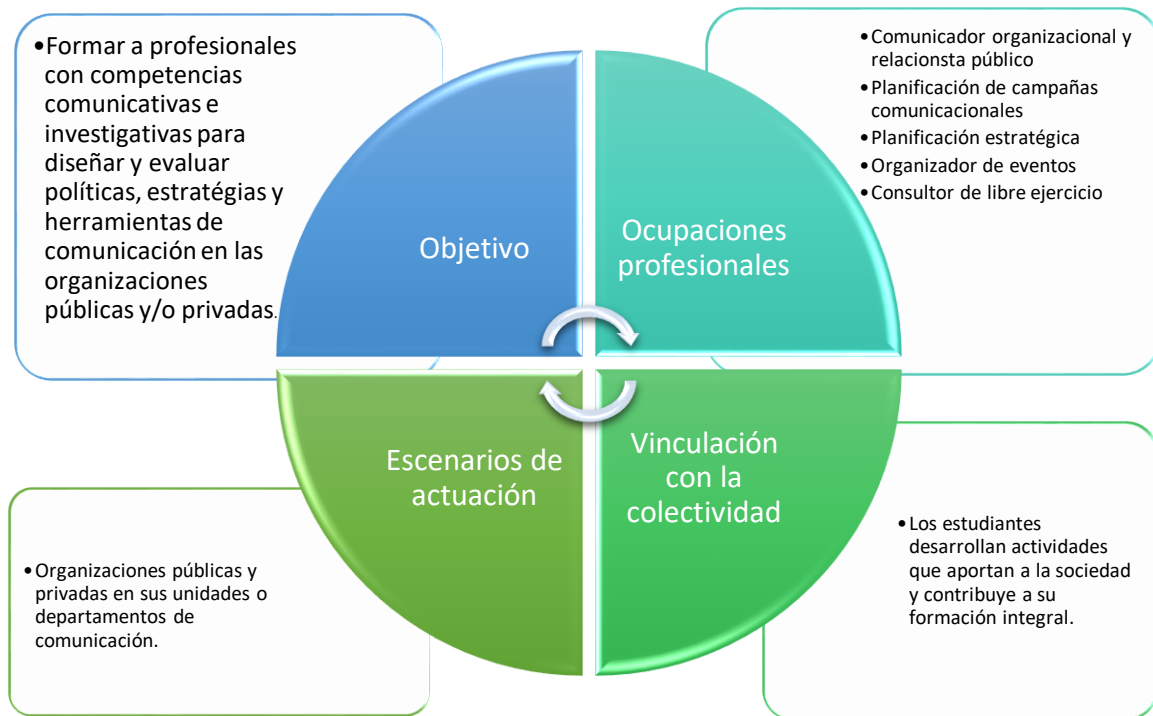 •Formar a profesionales
con competencias
comunicativas e
investigativas para
diseñar y evaluar
políticas, estratégias y
herramientas de
comunicación en las
organizaciones
públicas y/o privadas.
Objetivo
•Comunicador organizacional y
relacionsta público
•Planificación de campañas
comunicacionales
•Planificación estratégica
•Organizador de eventos
•Consultor de libre ejercicio
Ocupaciones
profesionales
Escenarios de
actuación
•Organizaciones públicas y
privadas en sus unidades o
departamentos de
comunicación.
Vinculación
con la
colectividad
•Los estudiantes
desarrollan actividades
que aportan a la sociedad
y contribuye a su
formación integral.